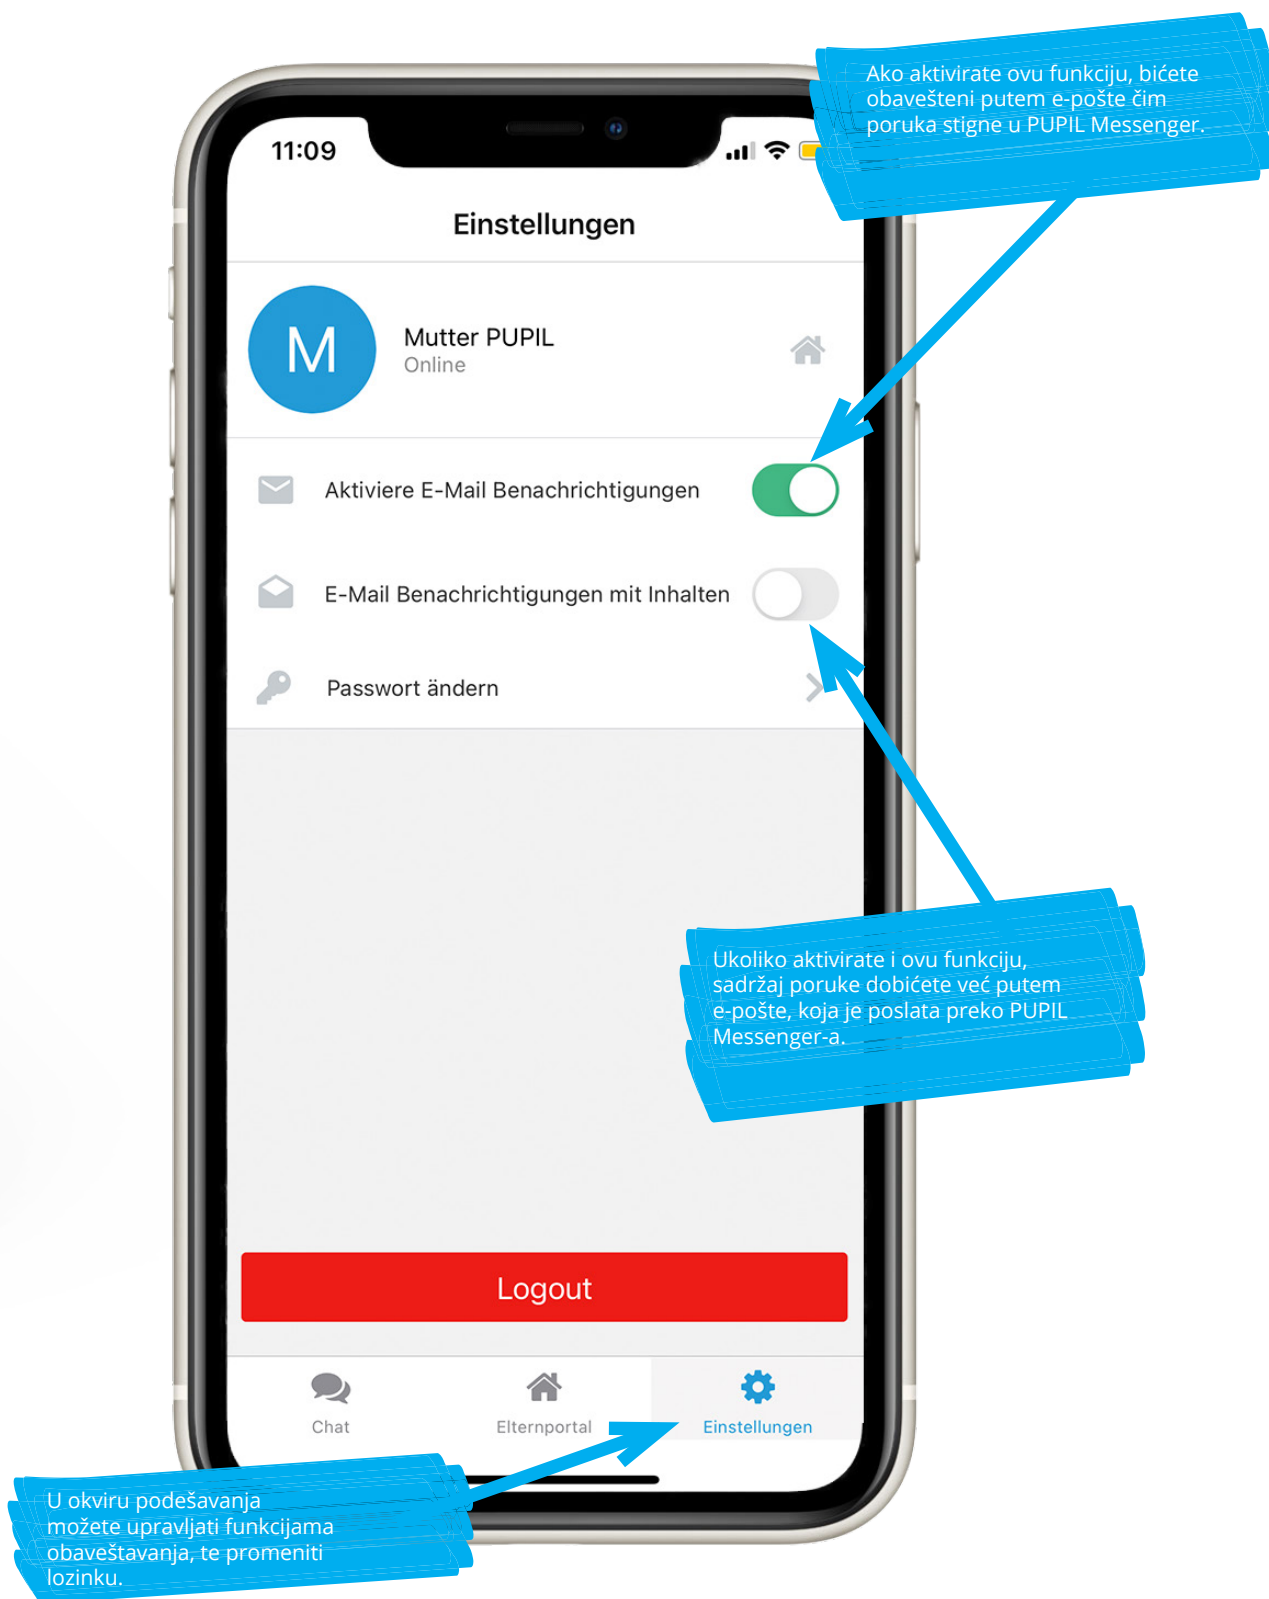 Ako aktivirate ovu funkciju, bićete
obavešteni putem e-pošte čim
poruka stigne u PUPIL Messenger.
11:09
Einstellungen
M
Mutter PUPIL
Online
Aktiviere E-Mail Benachrichtigungen
E-Mail Benachrichtigungen mit Inhalten
Passwort ändern
Ukoliko aktivirate i ovu funkciju,
sadržaj poruke dobićete već putem
e-pošte, koja je poslata preko PUPIL
Messenger-a.
Logout
Chat
Elternportal
Einstellungen
U okviru podešavanja
možete upravljati funkcijama
obaveštavanja, te promeniti
lozinku.